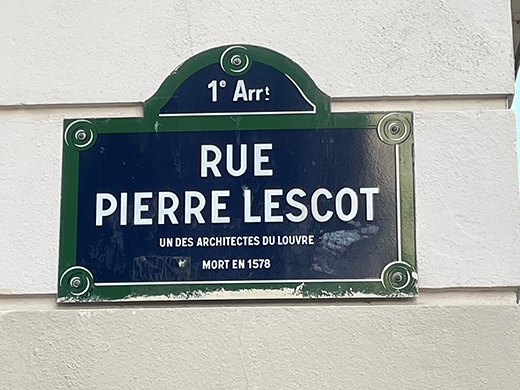 1e Arrt
RUE
PIERRE LESCOT
UN DES ARCHITECTES DU LOUVRE
MORT EN 1578